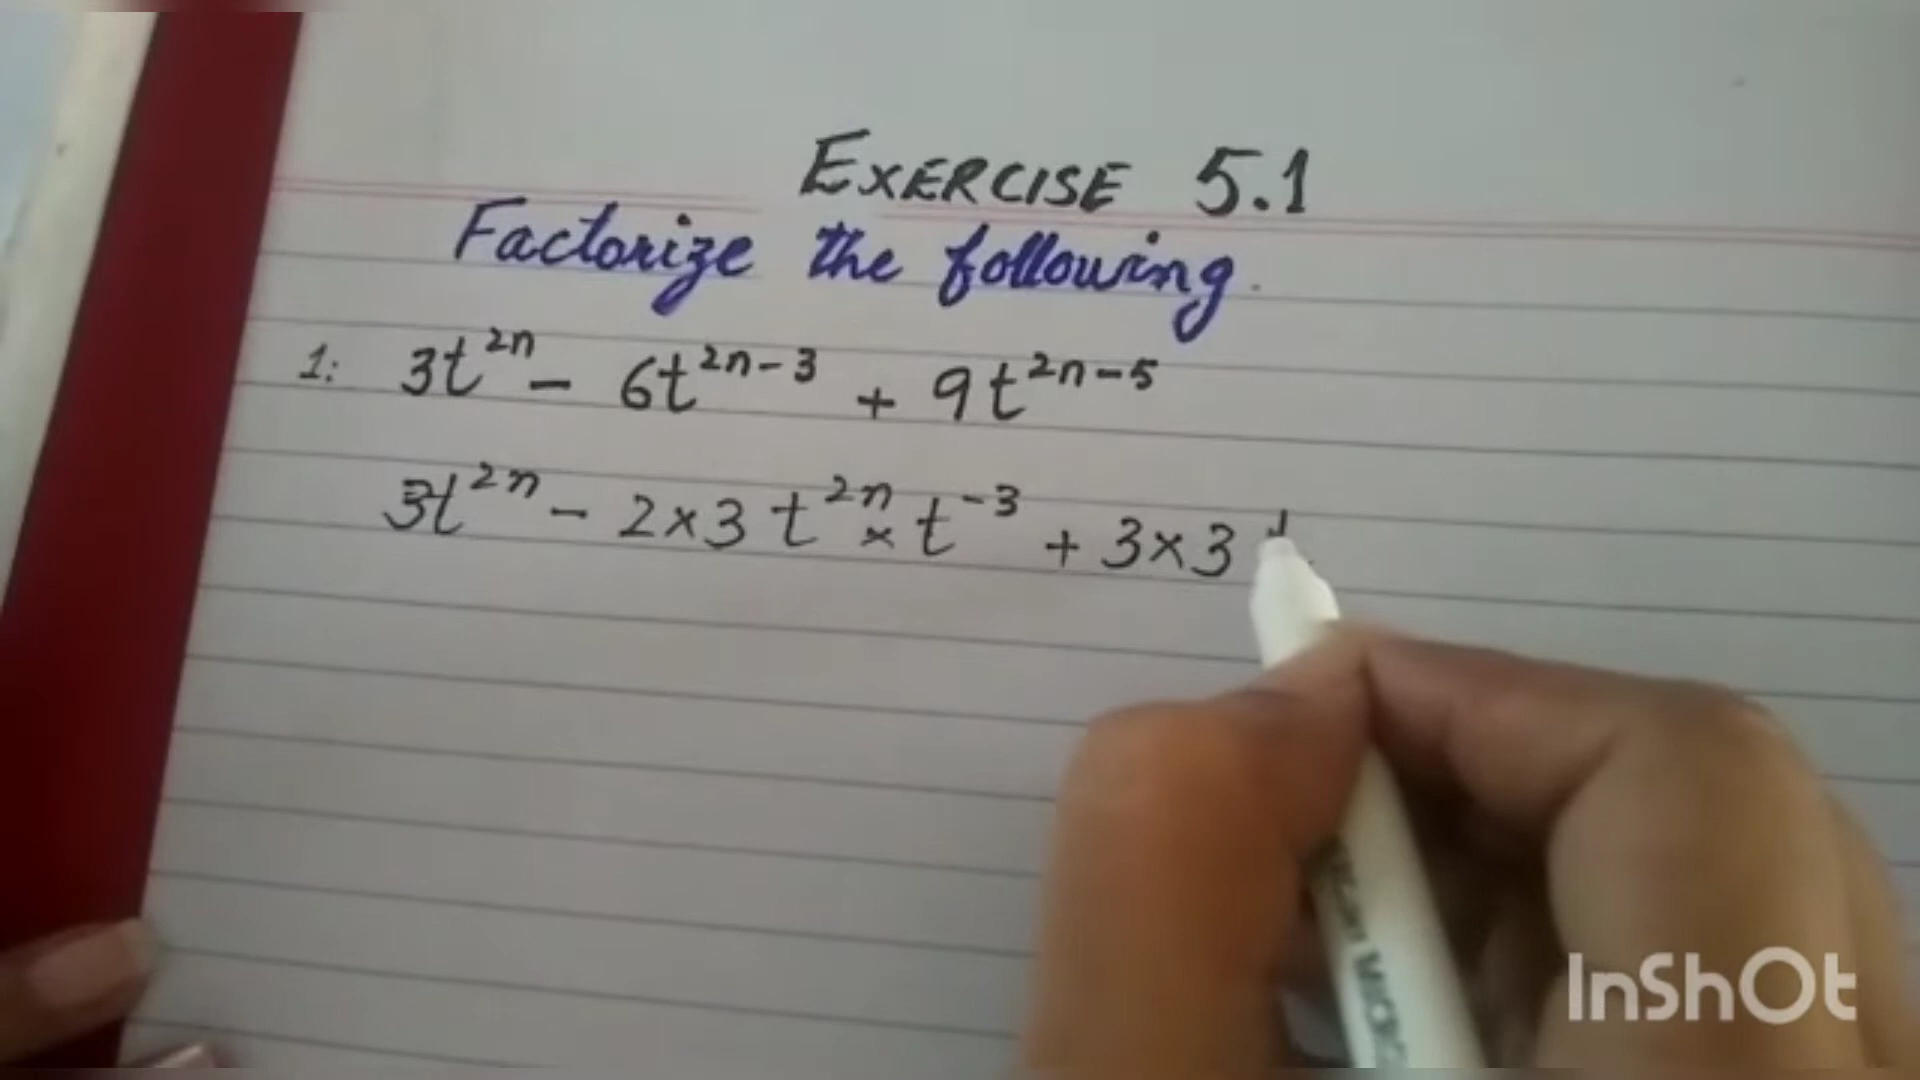 EXERCISE 5.1
Factorize the following.
1: 3t^{2n} - 6t^{2n-3} + 9t^{2n-5}
3t^{2n} - 2×3 t^{2n} × t^{-3} + 3×3
InShOt